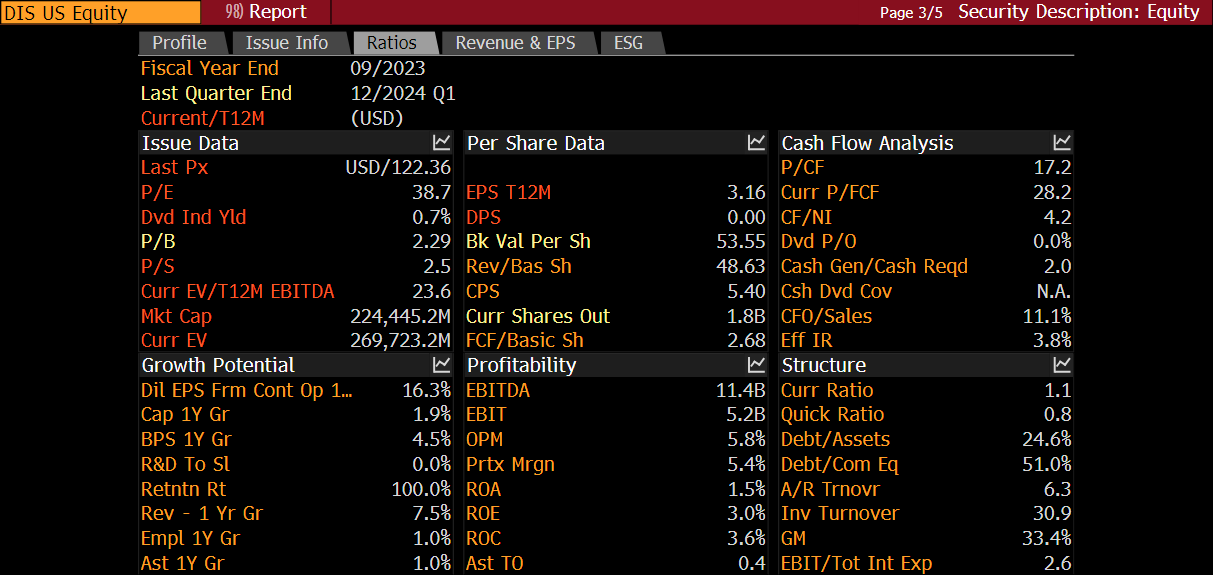 DIS US Equity 98) Report Page 3/5 Security Description: Equity
Profile Issue Info Ratios Revenue & EPS ESG
Fiscal Year End 09/2023
Last Quarter End 12/2024 Q1
Current/T12M (USD)
Issue Data Per Share Data Cash Flow Analysis
Last Px USD/122.36 P/CF 17.2
P/E 38.7 EPS T12M 3.16 Curr P/FCF 28.2
Dvd Ind Yld 0.7% DPS 0.00 CF/NI 4.2
P/B 2.29 Bk Val Per Sh 53.55 Dvd P/O 0.0%
P/S 2.5 Rev/Bas Sh 48.63 Cash Gen/Cash Reqd 2.0
Curr EV/T12M EBITDA 23.6 CPS 5.40 Csh Dvd Cov N.A.
Mkt Cap 224,445.2M Curr Shares Out 1.8B CFO/Sales 11.1%
Curr EV 269,723.2M FCF/Basic Sh 2.68 Eff IR 3.8%
Growth Potential Profitability Structure
Dil EPS Frm Cont Op 1... 16.3% EBITDA 11.4B Curr Ratio 1.1
Cap 1Y Gr 1.9% EBIT 5.2B Quick Ratio 0.8
BPS 1Y Gr 4.5% OPM 5.8% Debt/Assets 24.6%
R&D To Sl 0.0% Prtx Mrgn 5.4% Debt/Com Eq 51.0%
Retntn Rt 100.0% ROA 1.5% A/R Trnovr 6.3
Rev - 1 Yr Gr 7.5% ROE 3.0% Inv Turnover 30.9
Empl 1Y Gr 1.0% ROC 3.6% GM 33.4%
Ast 1Y Gr 1.0% Ast TO 0.4 EBIT/Tot Int Exp 2.6